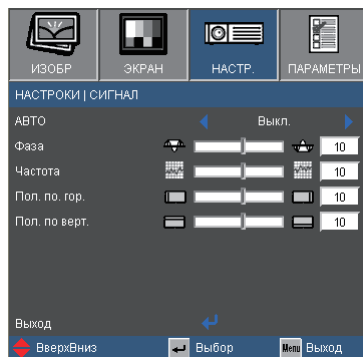 ИЗОБР ЭКРАН НАСТР. ПАРАМЕТРЫ
НАСТРОКИ | СИГНАЛ
АВТО Выкл.
Фаза 10
Частота 10
Пол. по. гор. 10
Пол. по верт. 10
Выход
ВверхВниз Выбор Menu Выход